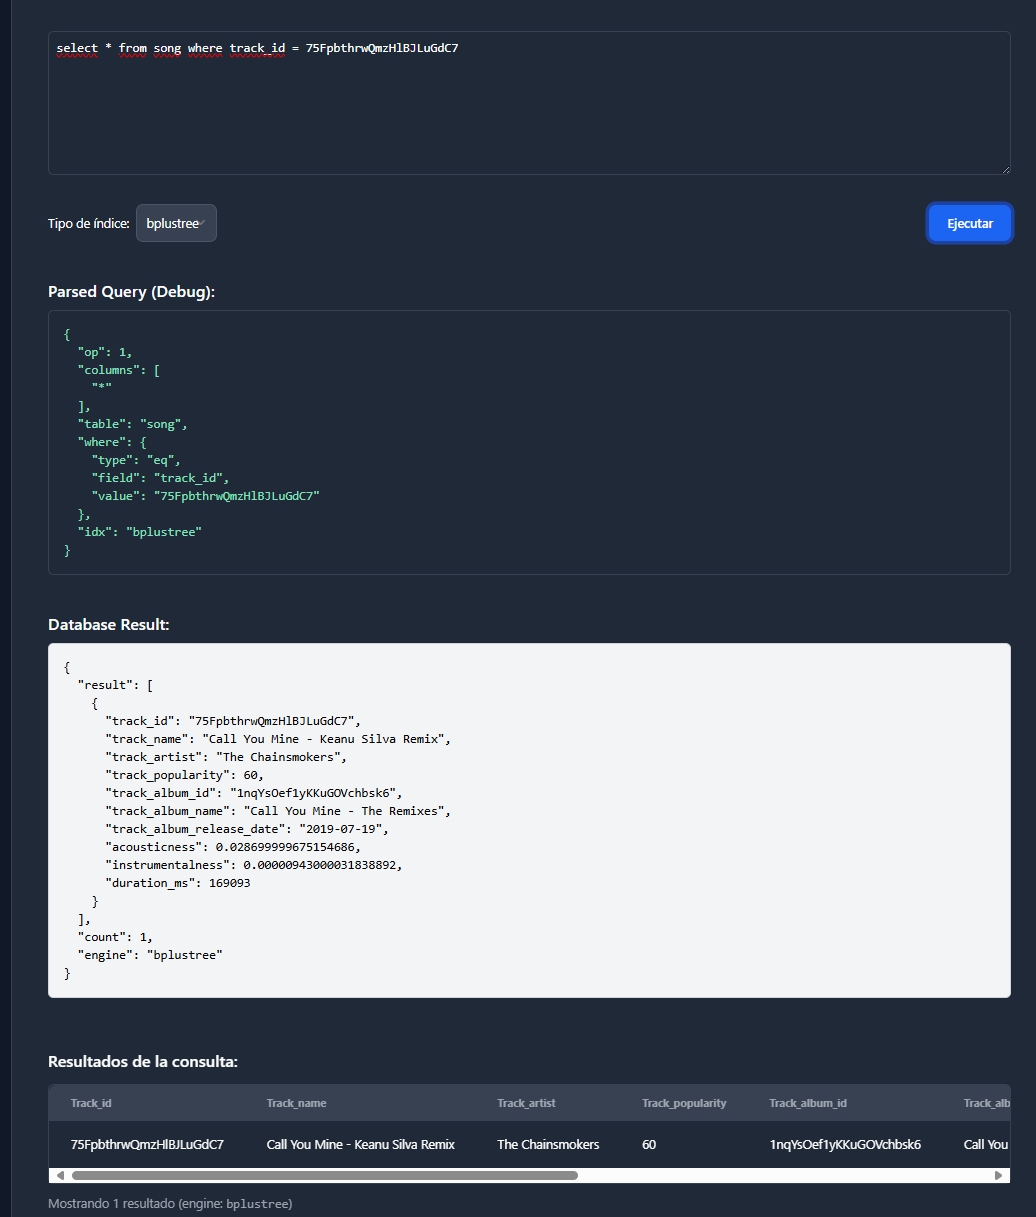 select * from song where track_id = 75FpbthrwQmzHlBJLuGdC7
Tipo de índice: bplustree Ejecutar
Parsed Query (Debug):
{
"op": 1,
"columns": [
"*"
],
"table": "song",
"where": {
"type": "eq",
"field": "track_id",
"value": "75FpbthrwQmzHlBJLuGdC7"
},
"idx": "bplustree"
}
Database Result:
{
"result": [
{
"track_id": "75FpbthrwQmzHlBJLuGdC7",
"track_name": "Call You Mine - Keanu Silva Remix",
"track_artist": "The Chainsmokers",
"track_popularity": 60,
"track_album_id": "1nqYsOef1yKKuGOVchbsk6",
"track_album_name": "Call You Mine - The Remixes",
"track_album_release_date": "2019-07-19",
"acousticness": 0.028699999675154686,
"instrumentalness": 0.00000943000031838892,
"duration_ms": 169093
}
],
"count": 1,
"engine": "bplustree"
}
Resultados de la consulta:
Track_id Track_name Track_artist Track_popularity Track_album_id Track_alb
75FpbthrwQmzHlBJLuGdC7 Call You Mine - Keanu Silva Remix The Chainsmokers 60 1nqYsOef1yKKuGOVchbsk6 Call You
Mostrando 1 resultado (engine: bplustree)